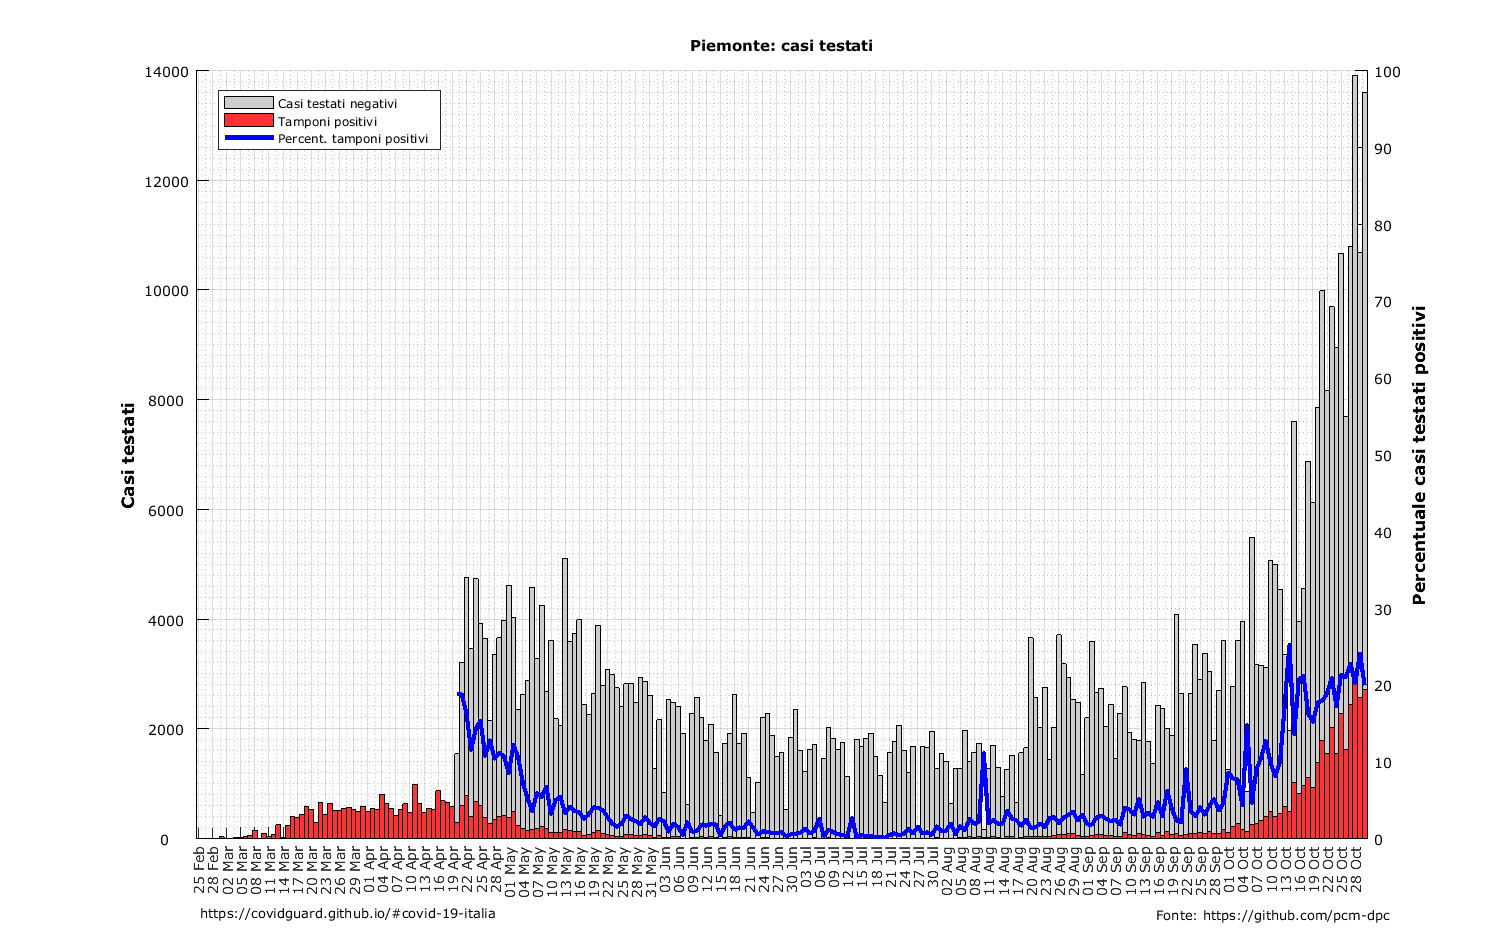 Piemonte: casi testati
14000
12000
10000
8000
6000
4000
2000
0
Casi testati
Casi testati negativi
Tamponi positivi
Percent. tamponi positivi
100
90
80
70
60
50
40
30
20
10
0
Percentuale casi testati positivi
25 Feb
28 Feb
02 Mar
05 Mar
08 Mar
11 Mar
14 Mar
17 Mar
20 Mar
23 Mar
26 Mar
29 Mar
01 Apr
04 Apr
07 Apr
10 Apr
13 Apr
16 Apr
19 Apr
22 Apr
25 Apr
28 Apr
01 May
04 May
07 May
10 May
13 May
16 May
19 May
22 May
25 May
28 May
31 May
03 Jun
06 Jun
09 Jun
12 Jun
15 Jun
18 Jun
21 Jun
24 Jun
27 Jun
30 Jun
03 Jul
06 Jul
09 Jul
12 Jul
15 Jul
18 Jul
21 Jul
24 Jul
27 Jul
30 Jul
02 Aug
05 Aug
08 Aug
11 Aug
14 Aug
17 Aug
20 Aug
23 Aug
26 Aug
29 Aug
01 Sep
04 Sep
07 Sep
10 Sep
13 Sep
16 Sep
19 Sep
22 Sep
25 Sep
28 Sep
01 Oct
04 Oct
07 Oct
10 Oct
13 Oct
16 Oct
19 Oct
22 Oct
25 Oct
28 Oct
https://covidguard.github.io/#covid-19-italia
Fonte: https://github.com/pcm-dpc